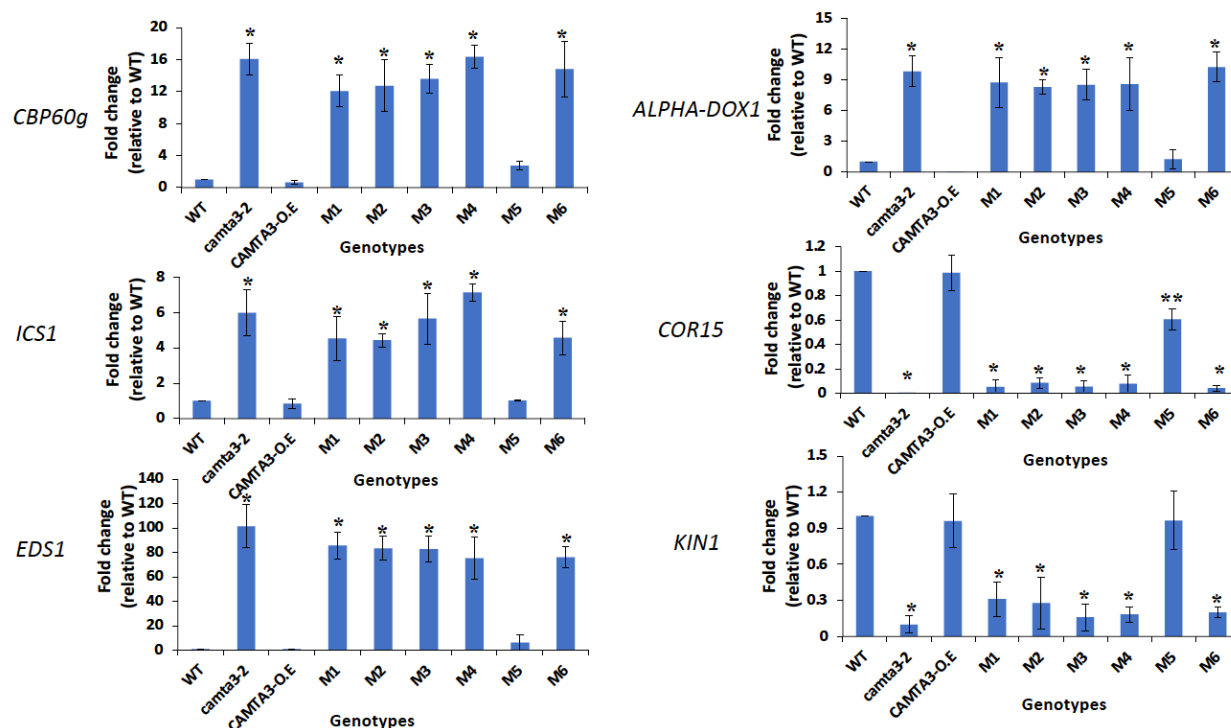 CBP60g
Fold change
(relative to WT)
20
16
12
8
4
0
* * * * * *
WT camta3-2 CAMTA3-O.E M1 M2 M3 M4 M5 M6
Genotypes
ICS1
Fold change
(relative to WT)
8
6
4
2
0
* * * * * *
WT camta3-2 CAMTA3-O.E M1 M2 M3 M4 M5 M6
Genotypes
EDS1
Fold change
(relative to WT)
140
120
100
80
60
40
20
0
* * * * * *
WT camta3-2 CAMTA3-O.E M1 M2 M3 M4 M5 M6
Genotypes
ALPHA-DOX1
Fold change
(relative to WT)
15
12
9
6
3
0
* * * * * *
WT camta3-2 CAMTA3-O.E M1 M2 M3 M4 M5 M6
Genotypes
COR15
Fold change
(relative to WT)
1.2
1
0.8
0.6
0.4
0.2
0
* * * * * ** *
WT camta3-2 CAMTA3-O.E M1 M2 M3 M4 M5 M6
Genotypes
KIN1
Fold change
(relative to WT)
1.5
1.2
0.9
0.6
0.3
0
* * * * * *
WT camta3-2 CAMTA3-O.E M1 M2 M3 M4 M5 M6
Genotypes